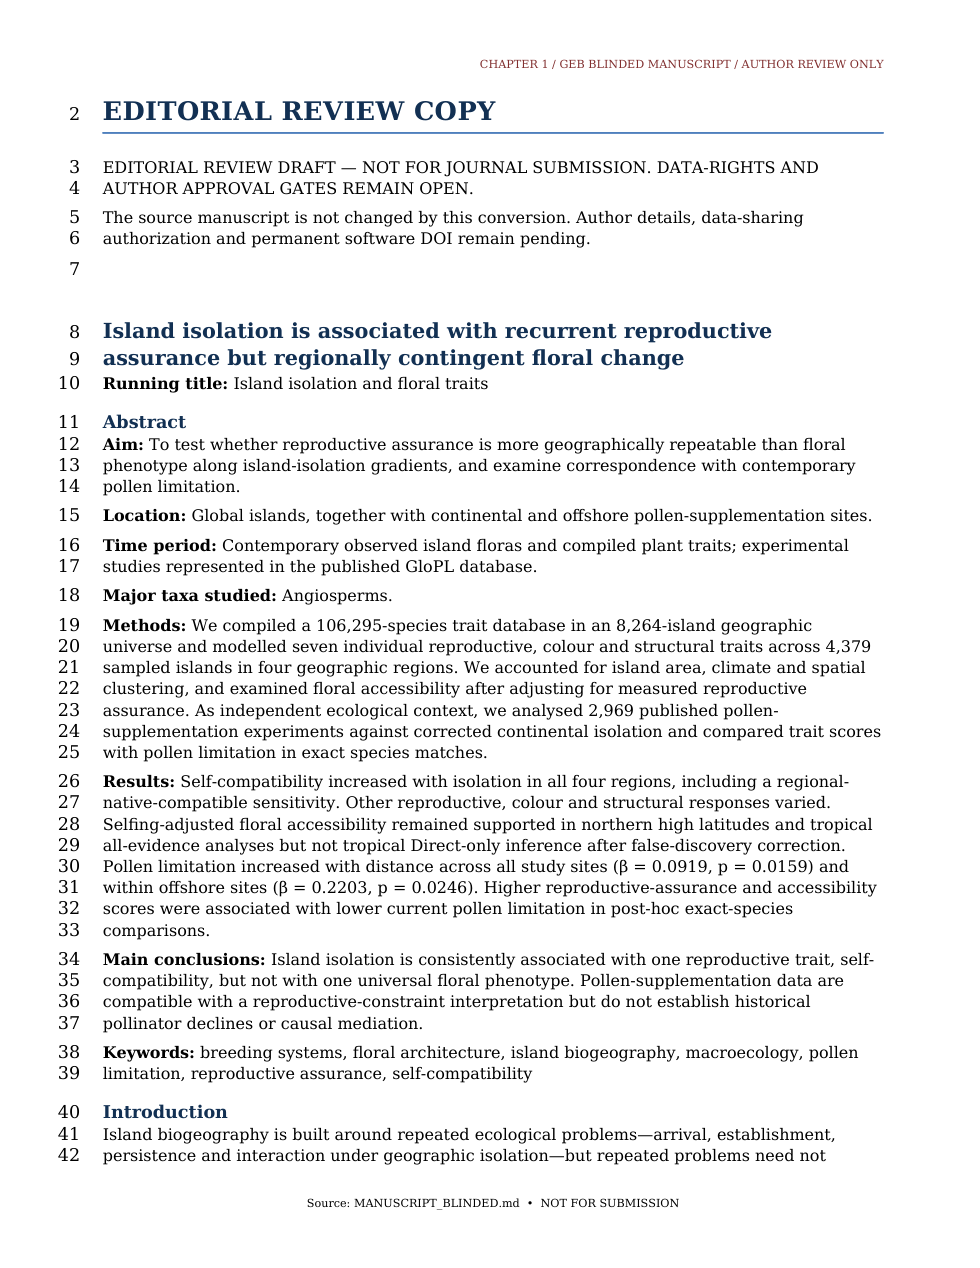 CHAPTER 1 / GEB BLINDED MANUSCRIPT / AUTHOR REVIEW ONLY
2 EDITORIAL REVIEW COPY
3 EDITORIAL REVIEW DRAFT — NOT FOR JOURNAL SUBMISSION. DATA-RIGHTS AND
4 AUTHOR APPROVAL GATES REMAIN OPEN.
5 The source manuscript is not changed by this conversion. Author details, data-sharing
6 authorization and permanent software DOI remain pending.
7
8 Island isolation is associated with recurrent reproductive
9 assurance but regionally contingent floral change
10 Running title: Island isolation and floral traits
11 Abstract
12 Aim: To test whether reproductive assurance is more geographically repeatable than floral
13 phenotype along island-isolation gradients, and examine correspondence with contemporary
14 pollen limitation.
15 Location: Global islands, together with continental and offshore pollen-supplementation sites.
16 Time period: Contemporary observed island floras and compiled plant traits; experimental
17 studies represented in the published GloPL database.
18 Major taxa studied: Angiosperms.
19 Methods: We compiled a 106,295-species trait database in an 8,264-island geographic
20 universe and modelled seven individual reproductive, colour and structural traits across 4,379
21 sampled islands in four geographic regions. We accounted for island area, climate and spatial
22 clustering, and examined floral accessibility after adjusting for measured reproductive
23 assurance. As independent ecological context, we analysed 2,969 published pollen-
24 supplementation experiments against corrected continental isolation and compared trait scores
25 with pollen limitation in exact species matches.
26 Results: Self-compatibility increased with isolation in all four regions, including a regional-
27 native-compatible sensitivity. Other reproductive, colour and structural responses varied.
28 Selfing-adjusted floral accessibility remained supported in northern high latitudes and tropical
29 all-evidence analyses but not tropical Direct-only inference after false-discovery correction.
30 Pollen limitation increased with distance across all study sites (β = 0.0919, p = 0.0159) and
31 within offshore sites (β = 0.2203, p = 0.0246). Higher reproductive-assurance and accessibility
32 scores were associated with lower current pollen limitation in post-hoc exact-species
33 comparisons.
34 Main conclusions: Island isolation is consistently associated with one reproductive trait, self-
35 compatibility, but not with one universal floral phenotype. Pollen-supplementation data are
36 compatible with a reproductive-constraint interpretation but do not establish historical
37 pollinator declines or causal mediation.
38 Keywords: breeding systems, floral architecture, island biogeography, macroecology, pollen
39 limitation, reproductive assurance, self-compatibility
40 Introduction
41 Island biogeography is built around repeated ecological problems—arrival, establishment,
42 persistence and interaction under geographic isolation—but repeated problems need not
Source: MANUSCRIPT_BLINDED.md • NOT FOR SUBMISSION